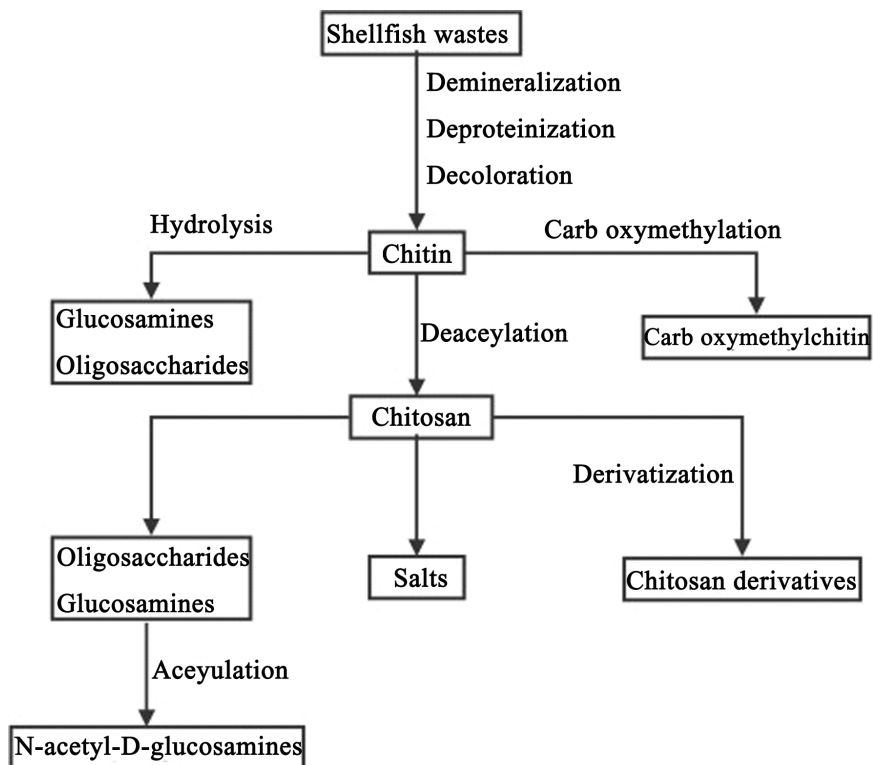 Shellfish wastes
Demineralization
Deproteinization
Decoloration
Hydrolysis
Carb oxymethylation
Chitin
Glucosamines
Oligosaccharides
Deaceylation
Carb oxymethylchitin
Chitosan
Derivatization
Oligosaccharides
Glucosamines
Salts
Chitosan derivatives
Aceyulation
N-acetyl-D-glucosamines